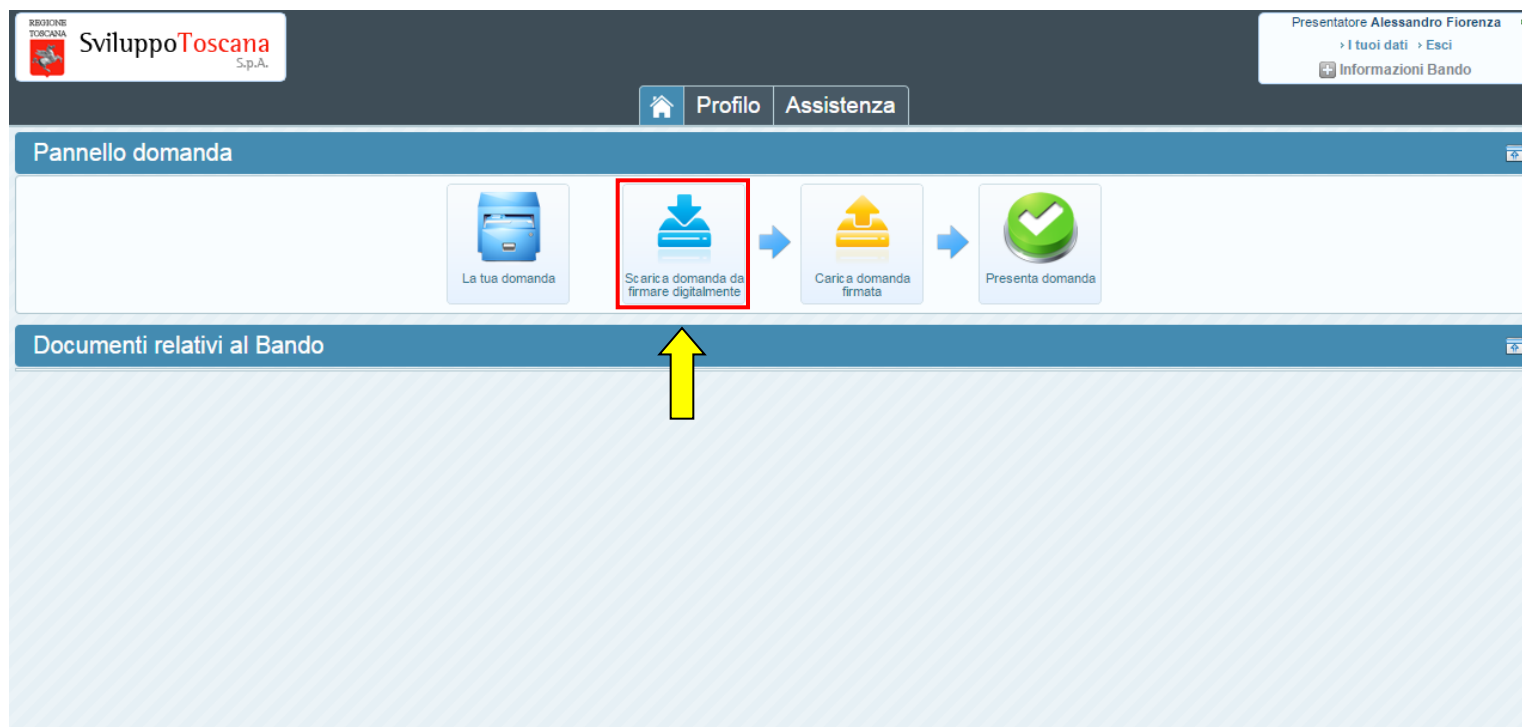 REGIONE
TOSCANA
SviluppoToscana
S.p.A.
Presentatore Alessandro Fiorenza
› I tuoi dati › Esci
Informazioni Bando
Profilo Assistenza
Pannello domanda
La tua domanda
Scarica domanda da
firmare digitalmente
Carica domanda
firmata
Presenta domanda
Documenti relativi al Bando